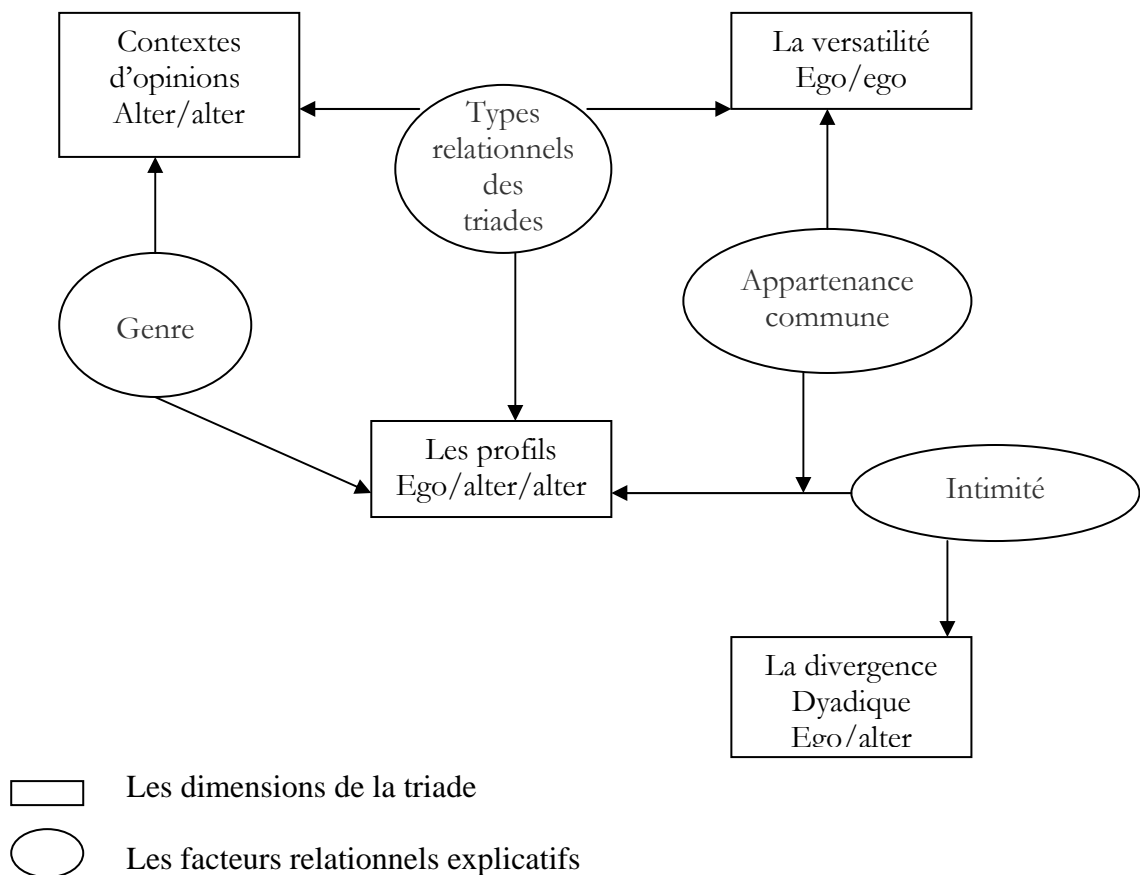 Contextes
d’opinions
Alter/alter
La versatilité
Ego/ego
Types
relationnels
des
triades
Genre
Appartenance
commune
Les profils
Ego/alter/alter
Intimité
La divergence
Dyadique
Ego/alter
Les dimensions de la triade
Les facteurs relationnels explicatifs